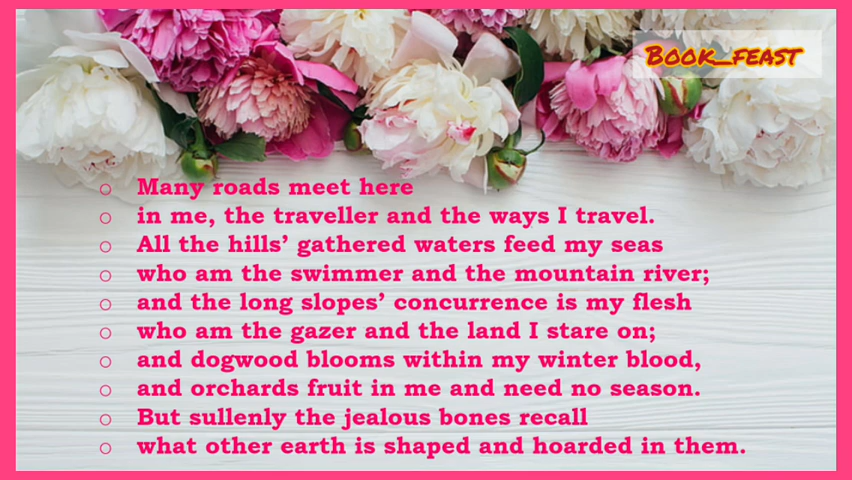 Book_feast
Many roads meet here
in me, the traveller and the ways I travel.
All the hills’ gathered waters feed my seas
who am the swimmer and the mountain river;
and the long slopes’ concurrence is my flesh
who am the gazer and the land I stare on;
and dogwood blooms within my winter blood,
and orchards fruit in me and need no season.
But sullenly the jealous bones recall
what other earth is shaped and hoarded in them.